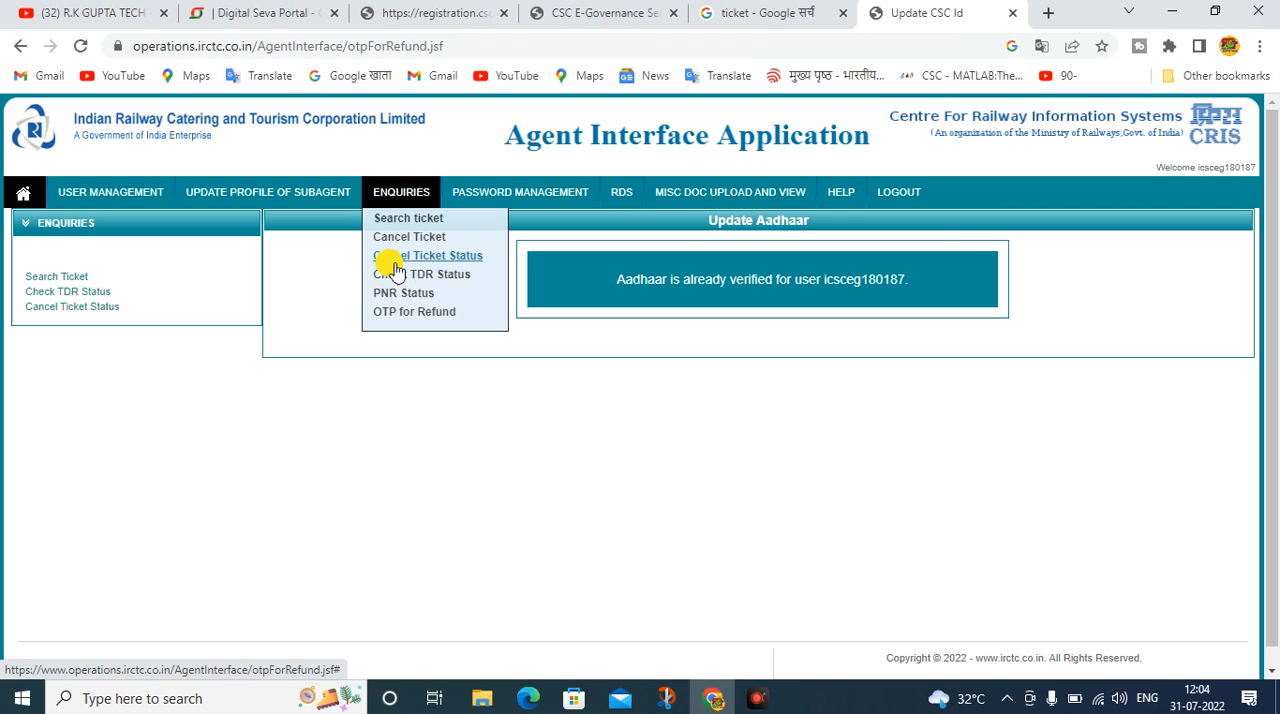 (32) R.K GUPTA TECH
| Digital Seva Portal -
https://registration.csc
CSC E-Governance Se
ticket - Google सर्च
Update CSC Id
operations.irctc.co.in/AgentInterface/otpForRefund.jsf
Gmail
YouTube
Maps
Translate
Google खाता
Gmail
YouTube
Maps
News
Translate
मुख्य पृष्ठ - भारतीय...
CSC - MATLAB:The...
90-
Other bookmarks
Indian Railway Catering and Tourism Corporation Limited
A Government of India Enterprise
Agent Interface Application
Centre For Railway Information Systems
(An organization of the Ministry of Railways,Govt. of India)
CRIS
Welcome icsceg180187
USER MANAGEMENT
UPDATE PROFILE OF SUBAGENT
ENQUIRIES
PASSWORD MANAGEMENT
RDS
MISC DOC UPLOAD AND VIEW
HELP
LOGOUT
ENQUIRIES
Search Ticket
Check TDR Status
Cancel Ticket Status
Search ticket
Cancel Ticket
Cancel Ticket Status
Check TDR Status
PNR Status
OTP for Refund
Update Aadhaar
Aadhaar is already verified for user icsceg180187.
Copyright © 2022 - www.irctc.co.in. All Rights Reserved,
https://www.operations.irctc.co.in/AgentInterface/otpForRefund.jsf#
Type here to search
32°C
ENG
12:04
31-07-2022